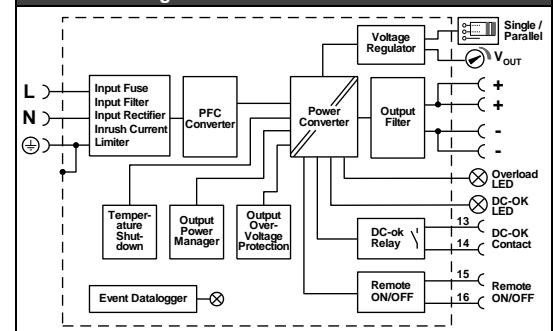 Single /
Parallel
Voltage
Regulator
VOUT
L
N
Input Fuse
Input Filter
Input Rectifier
Inrush Current
Limiter
PFC
Converter
Power
Converter
Output
Filter
+
+
-
-
Overload
LED
DC-OK
LED
Temper-
ature
Shut-
down
Output
Power
Manager
Output
Over-
Voltage
Protection
DC-ok
Relay
13
14
DC-OK
Contact
Event Datalogger
Remote
ON/OFF
15
16
Remote
ON/OFF